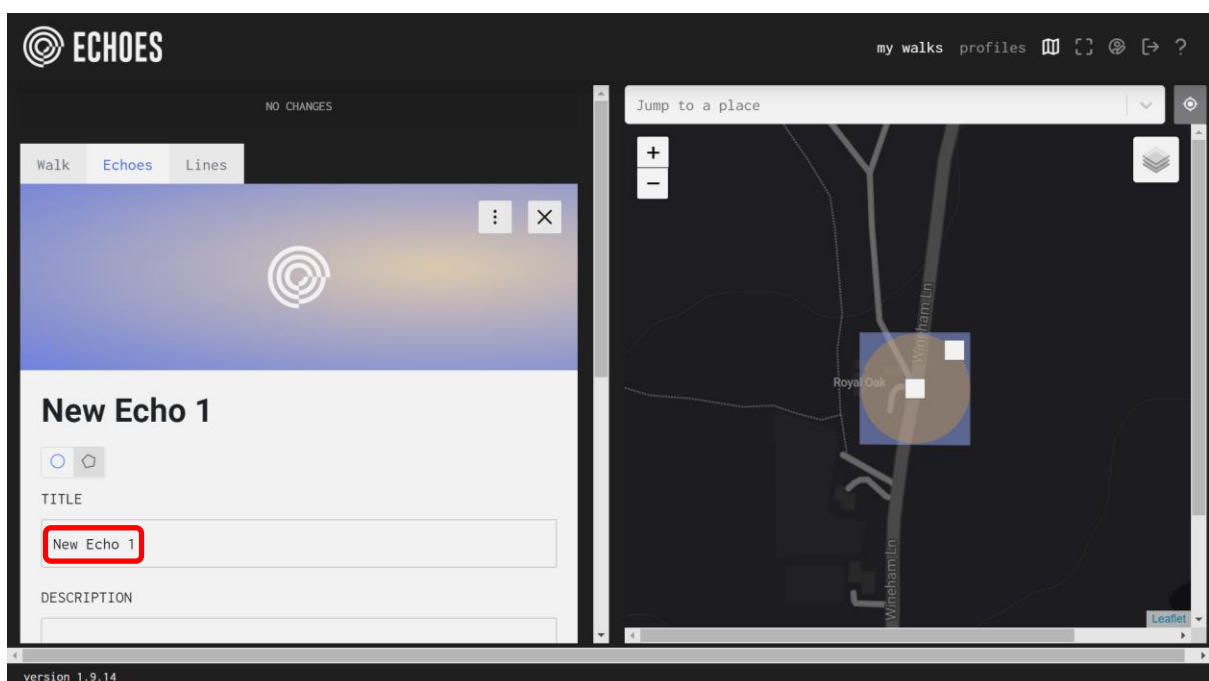 ECHOES
my walks profiles ?
NO CHANGES
Jump to a place
Walk Echoes Lines
+
−
New Echo 1
TITLE
New Echo 1
DESCRIPTION
Wineham Ln
Royal Oak
Wineham Ln
Leaflet
version 1.9.14